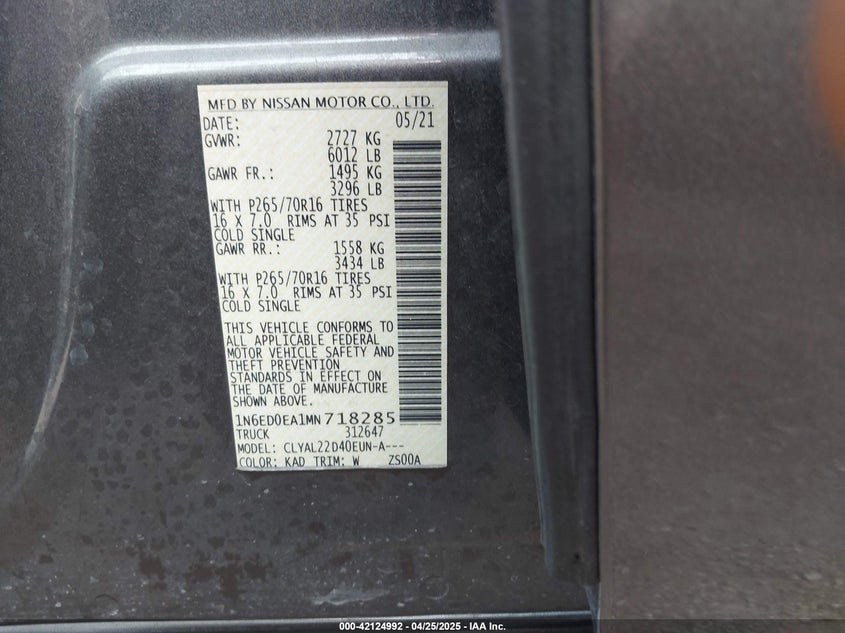 MFD BY NISSAN MOTOR CO., LTD.
DATE: 05/21
GVWR: 2727 KG
6012 LB
GAWR FR.: 1495 KG
3296 LB
WITH P265/70R16 TIRES
16 X 7.0 RIMS AT 35 PSI
COLD SINGLE
GAWR RR.: 1558 KG
3434 LB
WITH P265/70R16 TIRES
16 X 7.0 RIMS AT 35 PSI
COLD SINGLE
THIS VEHICLE CONFORMS TO
ALL APPLICABLE FEDERAL
MOTOR VEHICLE SAFETY AND
THEFT PREVENTION
STANDARDS IN EFFECT ON
THE DATE OF MANUFACTURE
SHOWN ABOVE.
1N6ED0EA1MN718285
TRUCK 312647
MODEL: CLYAL22D40EUN-A---
COLOR: KAD TRIM: W ZS00A
000-42124992 - 04/25/2025 - IAA Inc.